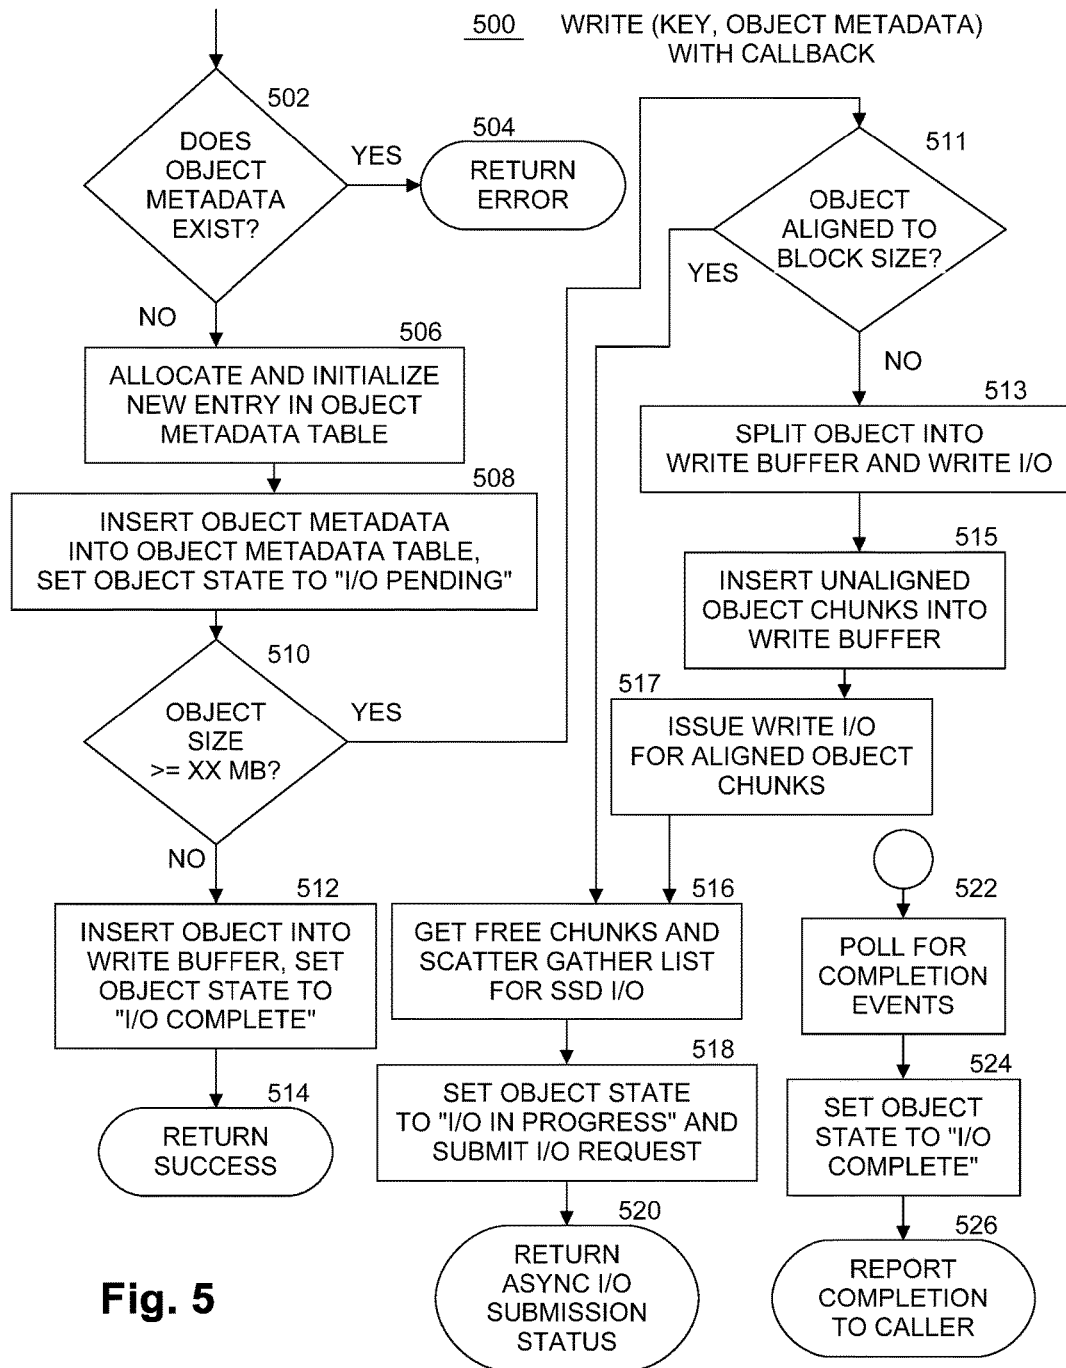 500 WRITE (KEY, OBJECT METADATA)
WITH CALLBACK
502
DOES
OBJECT
METADATA
EXIST?
YES
504
RETURN
ERROR
NO
506
ALLOCATE AND INITIALIZE
NEW ENTRY IN OBJECT
METADATA TABLE
508
INSERT OBJECT METADATA
INTO OBJECT METADATA TABLE,
SET OBJECT STATE TO "I/O PENDING"
510
OBJECT
SIZE
>= XX MB?
YES
NO
512
INSERT OBJECT INTO
WRITE BUFFER, SET
OBJECT STATE TO
"I/O COMPLETE"
514
RETURN
SUCCESS
511
OBJECT
ALIGNED TO
BLOCK SIZE?
YES
NO
513
SPLIT OBJECT INTO
WRITE BUFFER AND WRITE I/O
515
INSERT UNALIGNED
OBJECT CHUNKS INTO
WRITE BUFFER
517
ISSUE WRITE I/O
FOR ALIGNED OBJECT
CHUNKS
516
GET FREE CHUNKS AND
SCATTER GATHER LIST
FOR SSD I/O
518
SET OBJECT STATE
TO "I/O IN PROGRESS" AND
SUBMIT I/O REQUEST
520
RETURN
ASYNC I/O
SUBMISSION
STATUS
522
POLL FOR
COMPLETION
EVENTS
524
SET OBJECT
STATE TO "I/O
COMPLETE"
526
REPORT
COMPLETION
TO CALLER
Fig. 5